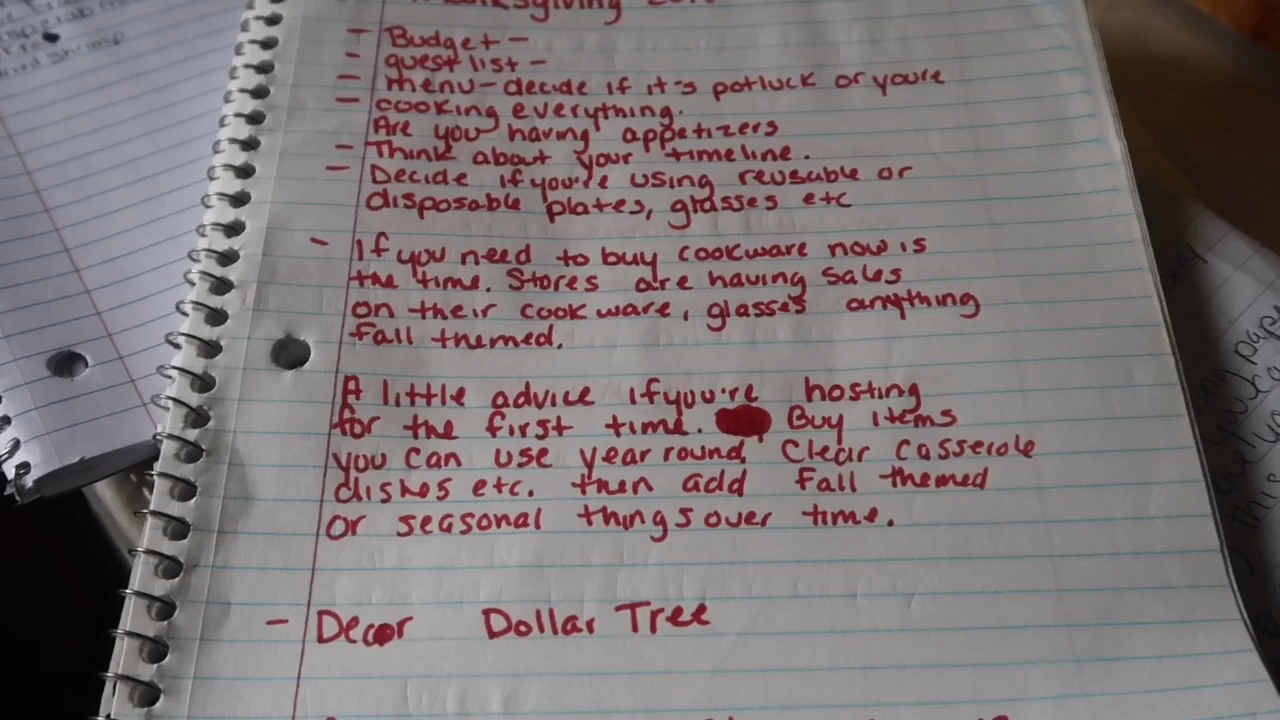 - Budget -
- guest list -
- menu - decide if it's potluck or you're
- cooking everything.
Are you having appetizers
- Think about your timeline.
- Decide if you're using reusable or
disposable plates, glasses etc
- If you need to buy cookware now is
the time. Stores are having sales
on their cookware, glasses anything
fall themed.
A little advice if you're hosting
for the first time. Buy items
you can use year round, Clear casserole
dishes etc. then add Fall themed
or seasonal things over time.
- Decor Dollar Tree
Shrimp